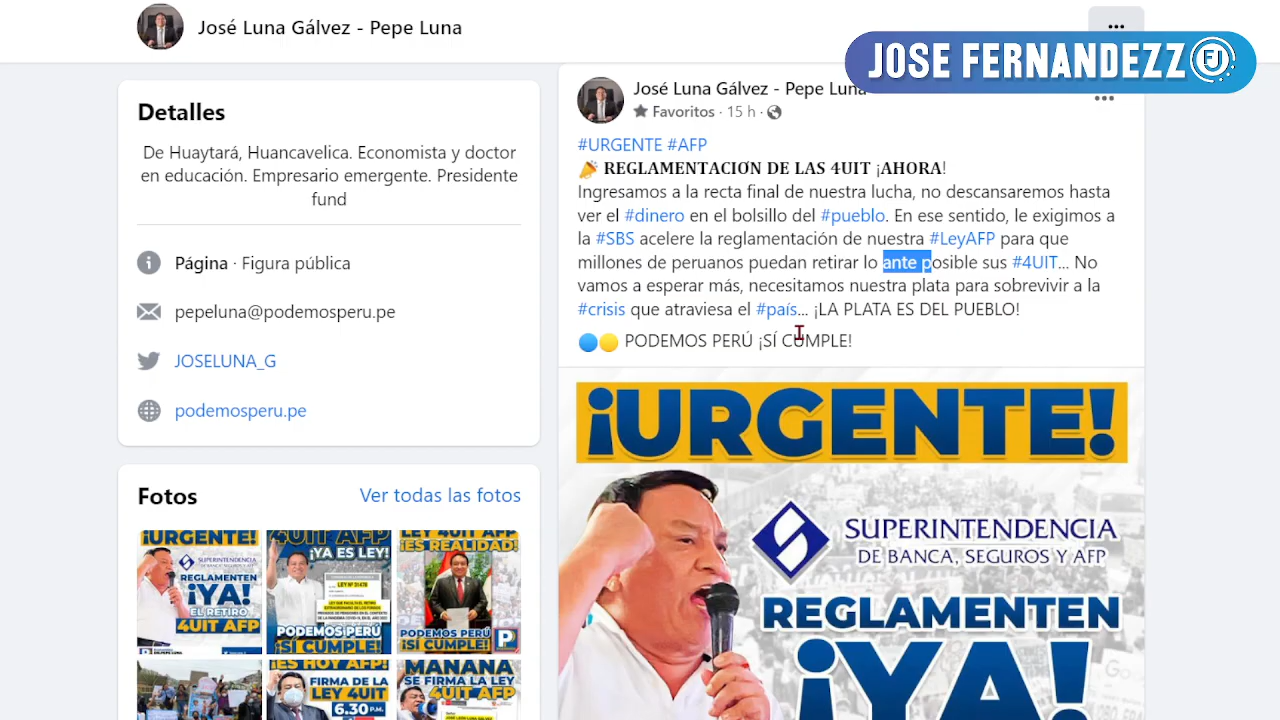 José Luna Gálvez - Pepe Luna
...
JOSE FERNANDEZZ
FJ
Detalles
De Huaytará, Huancavelica. Economista y doctor
en educación. Empresario emergente. Presidente
fund
Página · Figura pública
pepeluna@podemosperu.pe
JOSELUNA_G
podemosperu.pe
Fotos
Ver todas las fotos
¡URGENTE!
SUPERINTENDENCIA
REGLAMENTEN
¡YA!
EL RETIRO
4UIT AFP
4UIT AFP
¡YA ES LEY!
LEY Nº 31478
PODEMOS PERÚ
¡SÍ CUMPLE!
LEY 4UIT AFP
¡ES REALIDAD!
PODEMOS PERÚ
¡SÍ CUMPLE!
P
¡ES HOY AFP!
FIRMA DE LA
LEY 4UIT
6.30 P.M.
MAÑANA
SE FIRMA LA LEY
4UIT AFP
José Luna Gálvez - Pepe Luna
Favoritos · 15 h ·
#URGENTE #AFP
REGLAMENTACIÓN DE LAS 4UIT ¡AHORA!
Ingresamos a la recta final de nuestra lucha, no descansaremos hasta
ver el #dinero en el bolsillo del #pueblo. En ese sentido, le exigimos a
la #SBS acelere la reglamentación de nuestra #LeyAFP para que
millones de peruanos puedan retirar lo ante posible sus #4UIT... No
vamos a esperar más, necesitamos nuestra plata para sobrevivir a la
#crisis que atraviesa el #país... ¡LA PLATA ES DEL PUEBLO!
PODEMOS PERÚ ¡SÍ CUMPLE!
¡URGENTE!
SUPERINTENDENCIA
DE BANCA, SEGUROS Y AFP
REGLAMENTEN
¡YA!